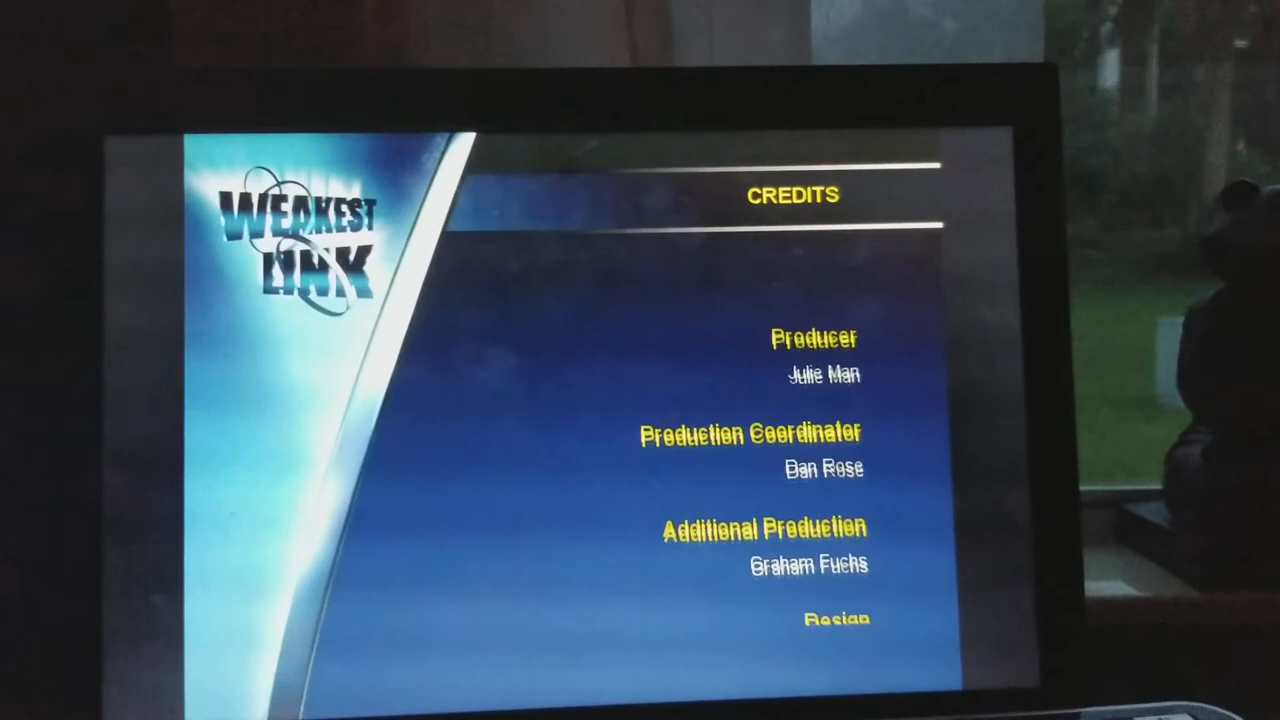 WEAKEST
LINK
CREDITS
Producer
Julie Man
Production Coordinator
Dan Rose
Additional Production
Graham Fuchs